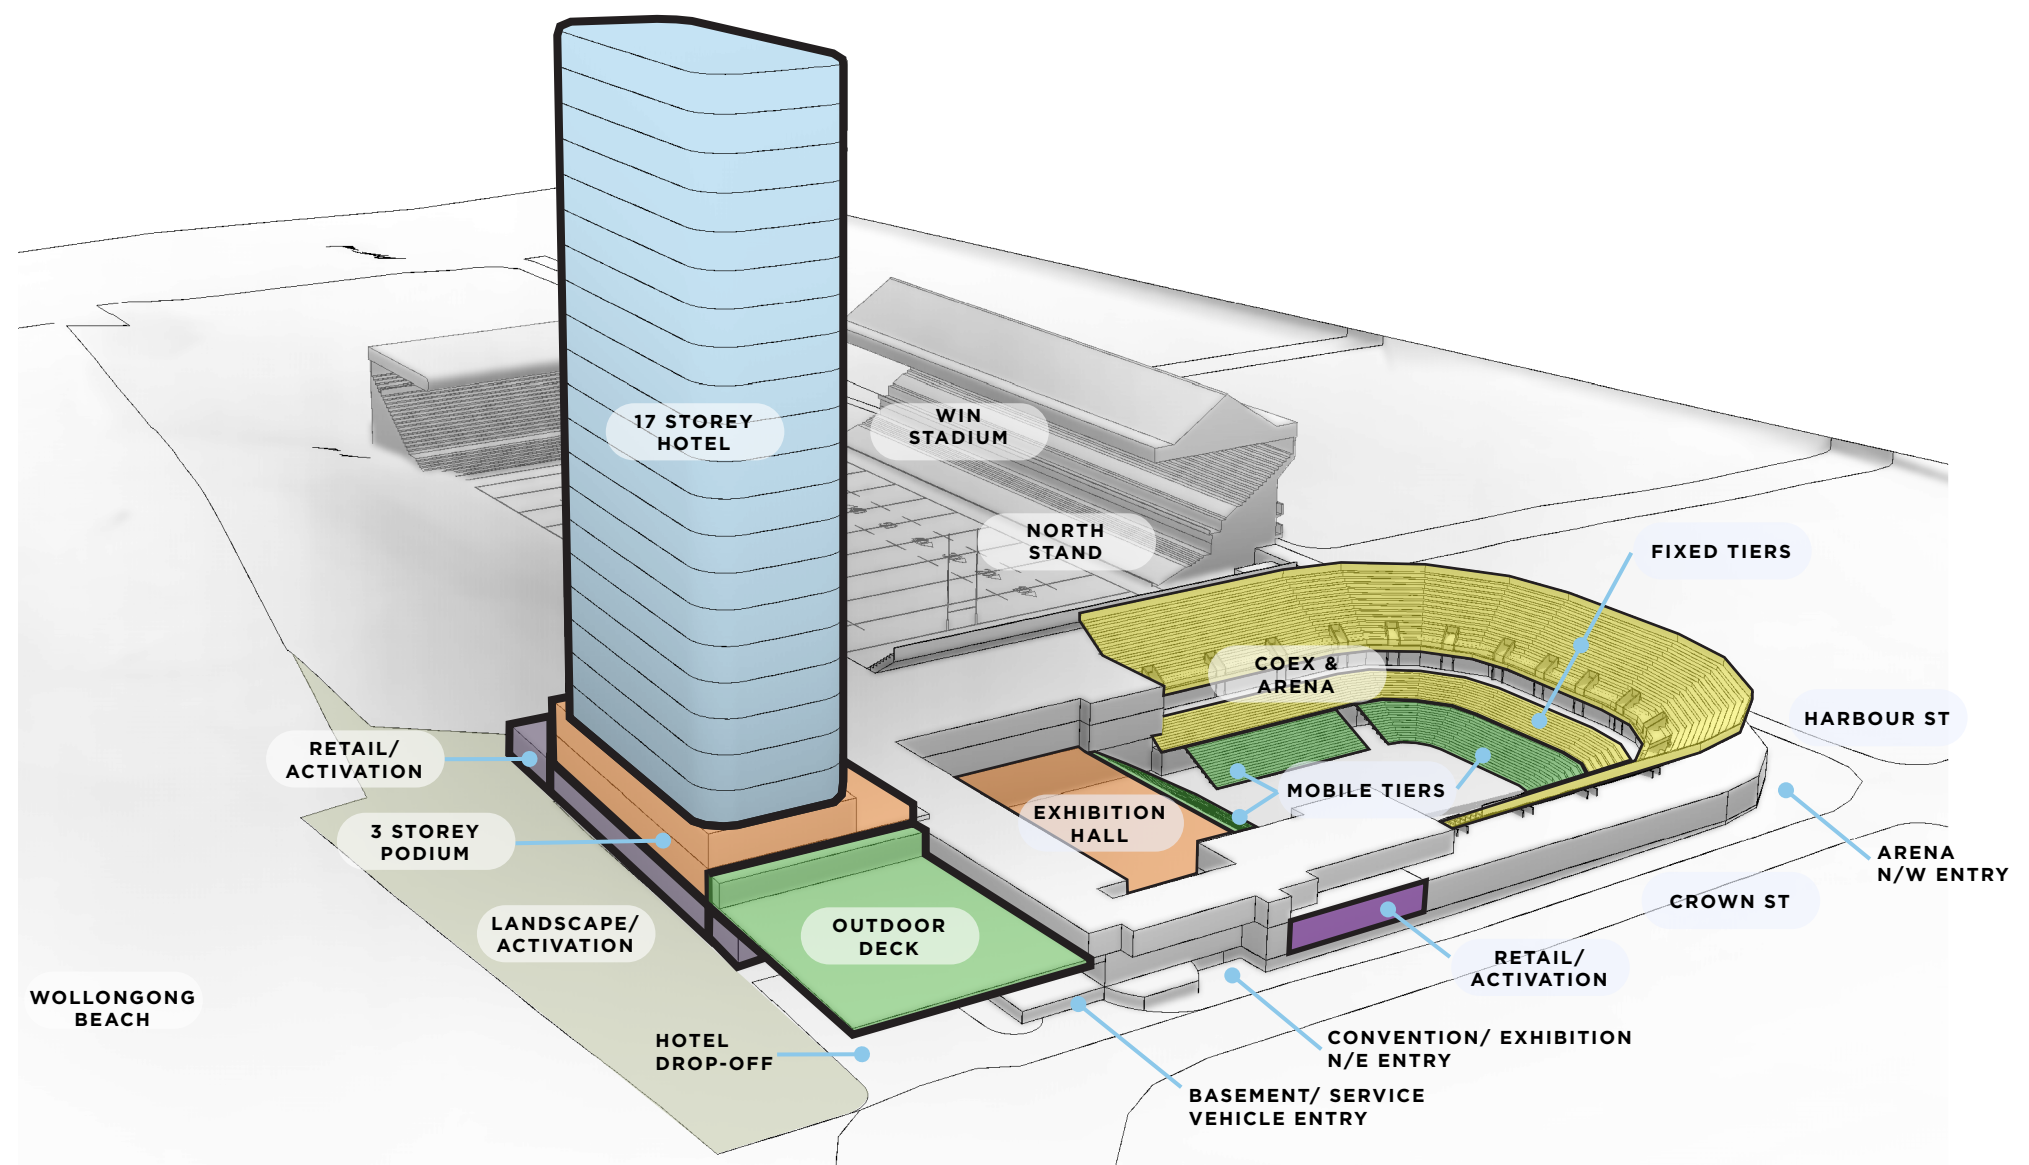 17 STOREY
HOTEL
WIN
STADIUM
NORTH
STAND
FIXED TIERS
COEX &
ARENA
HARBOUR ST
RETAIL/
ACTIVATION
MOBILE TIERS
EXHIBITION
HALL
3 STOREY
PODIUM
ARENA
N/W ENTRY
CROWN ST
LANDSCAPE/
ACTIVATION
OUTDOOR
DECK
RETAIL/
ACTIVATION
WOLLONGONG
BEACH
HOTEL
DROP-OFF
CONVENTION/ EXHIBITION
N/E ENTRY
BASEMENT/ SERVICE
VEHICLE ENTRY